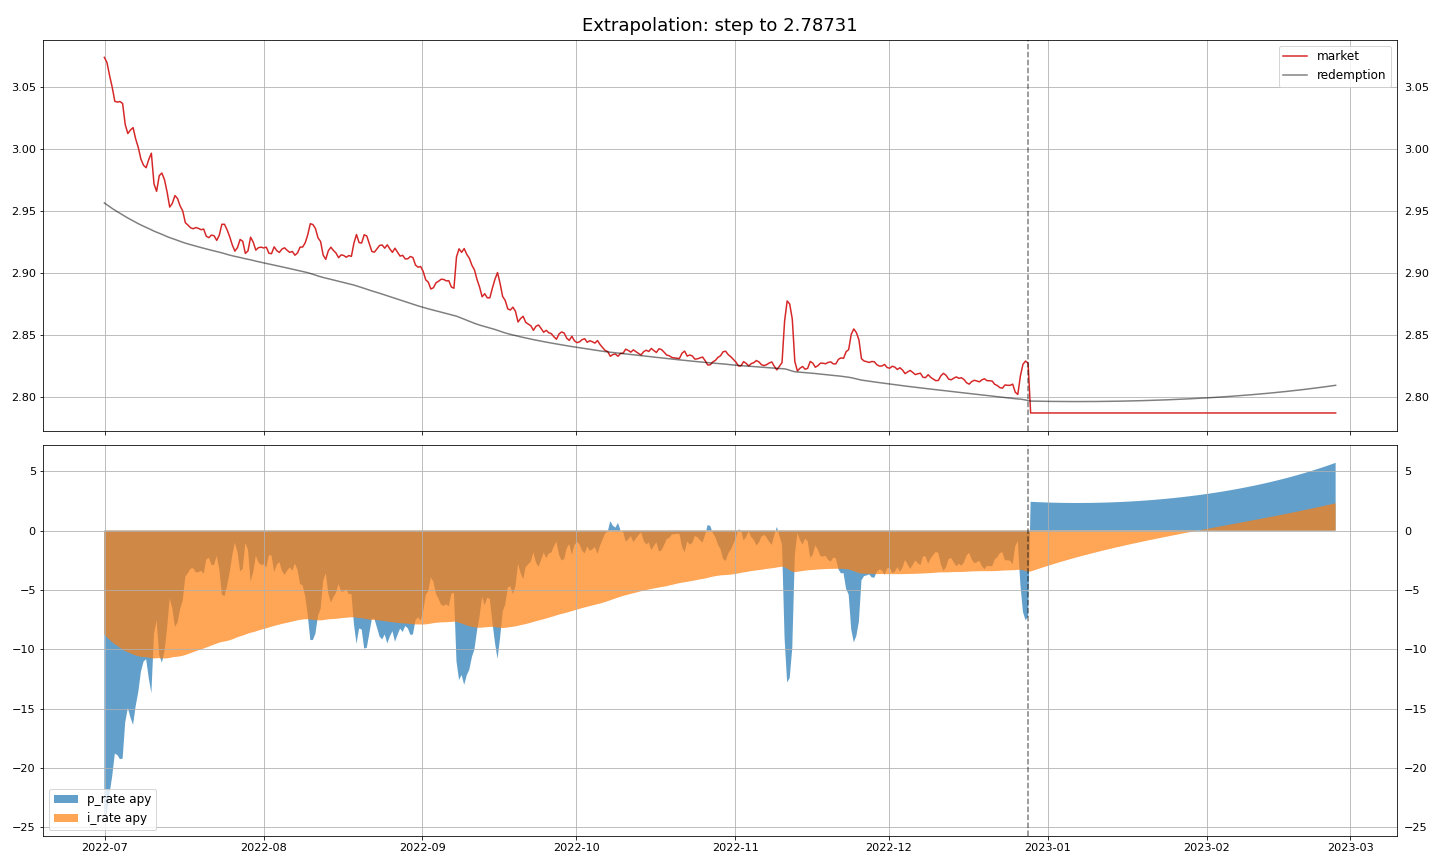 Extrapolation: step to 2.78731
market
redemption
3.05 3.05
3.00 3.00
2.95 2.95
2.90 2.90
2.85 2.85
2.80 2.80
5 5
0 0
−5 −5
−10 −10
−15 −15
−20 −20
−25 −25
p_rate apy
i_rate apy
2022-07 2022-08 2022-09 2022-10 2022-11 2022-12 2023-01 2023-02 2023-03